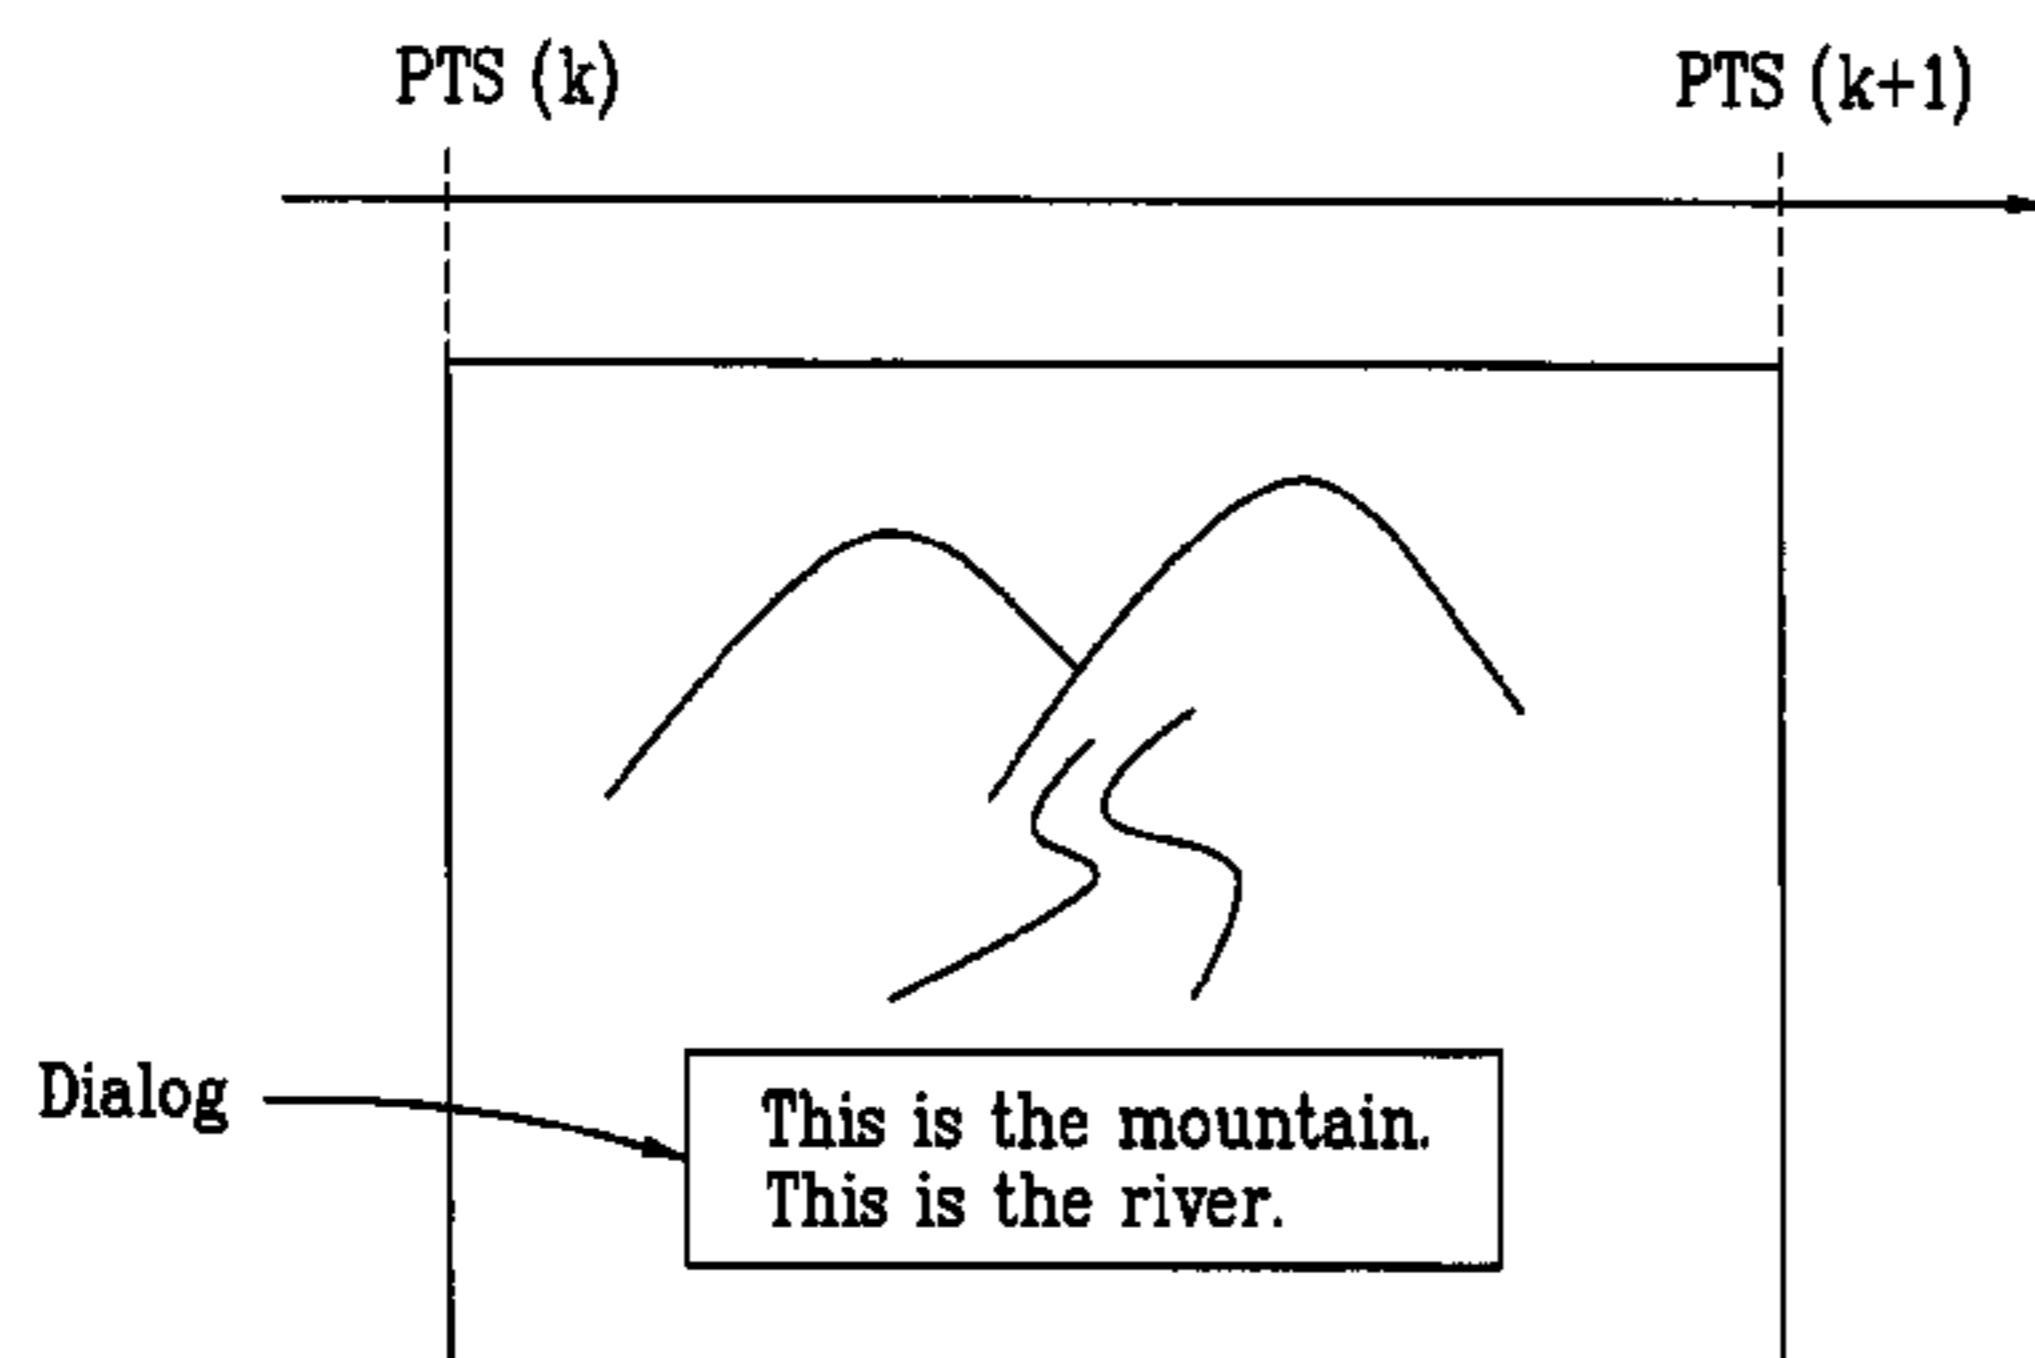 PTS (k)
PTS (k+1)
Dialog
This is the mountain.
This is the river.